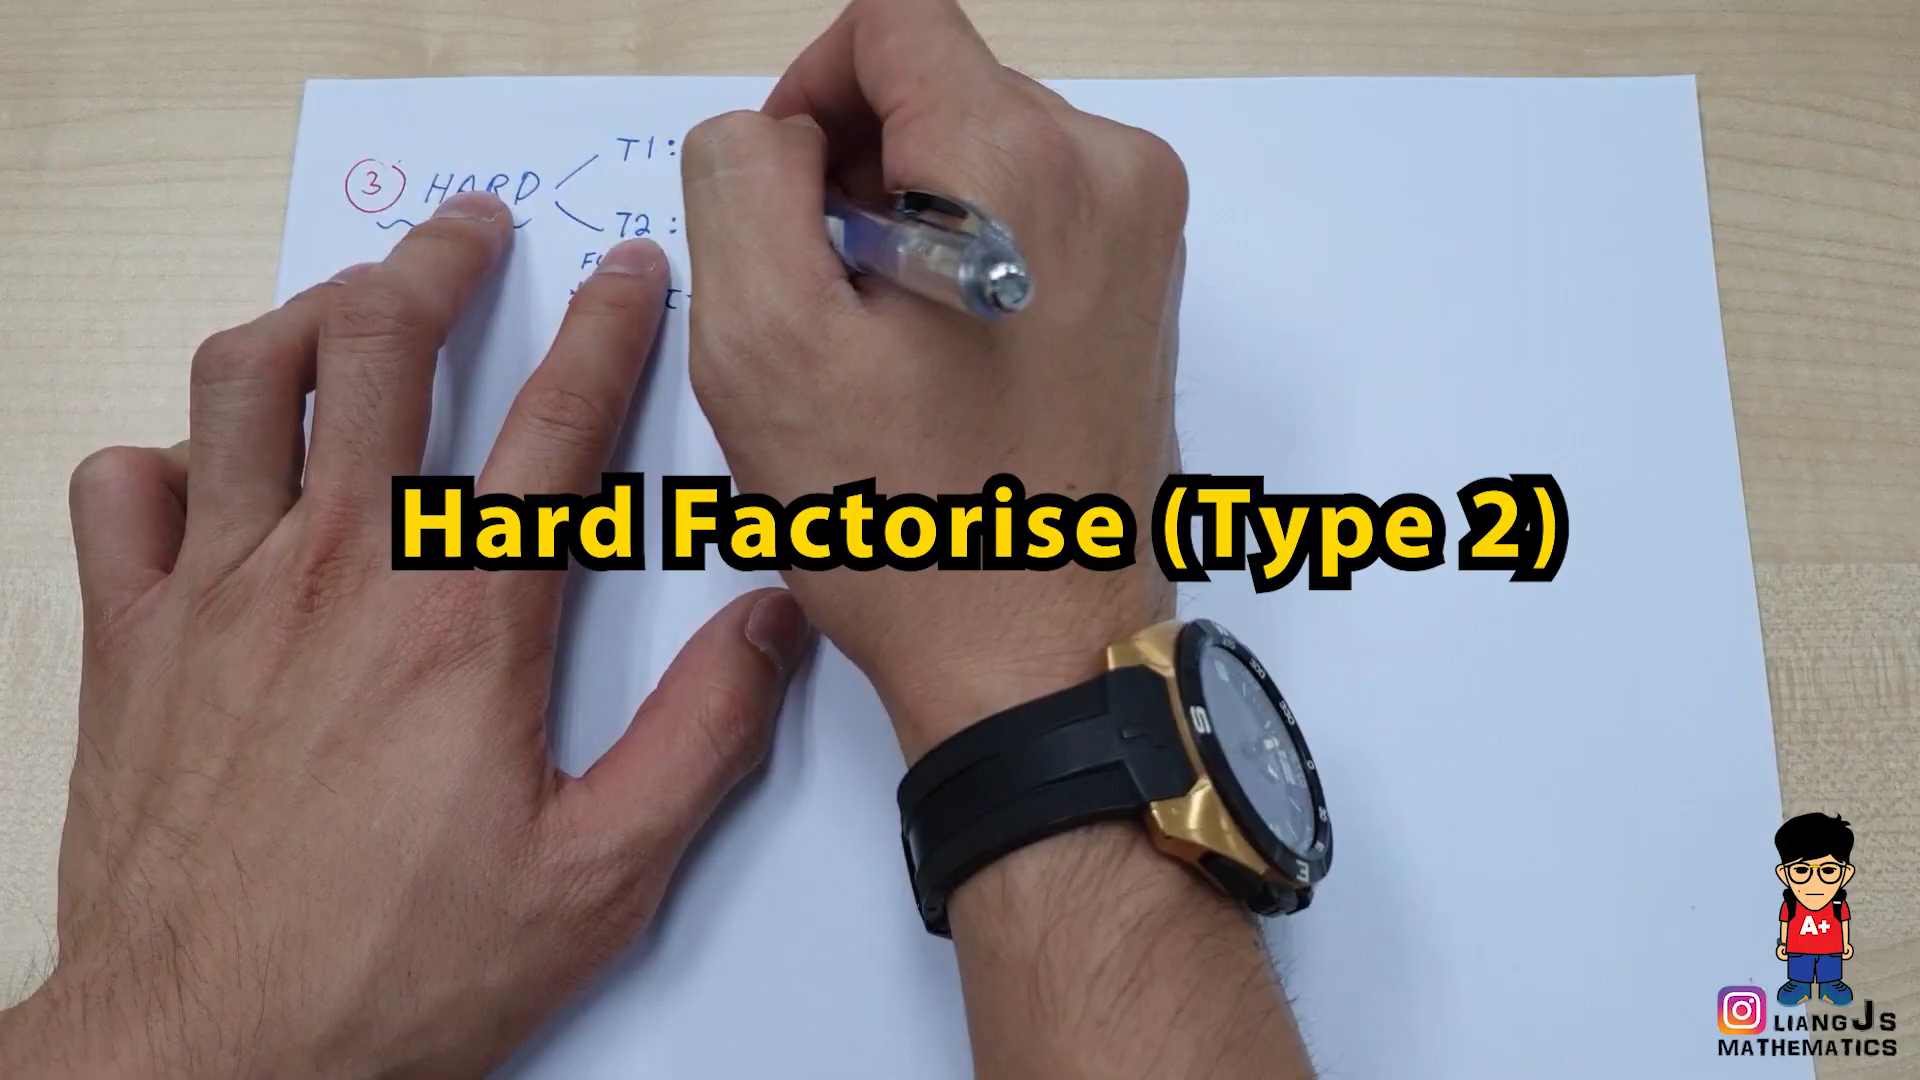 3 HARD
T1 :
T2 :
Hard Factorise (Type 2)
A+
LIANGJS
MATHEMATICS